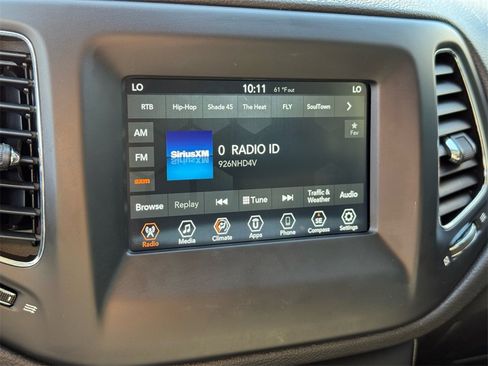 LO 10:11 61 °F out LO
RTB Hip-Hop Shade 45 The Heat FLY SoulTown
AM
Fav
SiriusXM
0 RADIO ID
926NHD4V
FM
sxm
Browse Replay Tune Traffic & Weather Audio
SE
Radio Media Climate Apps Phone Compass Settings